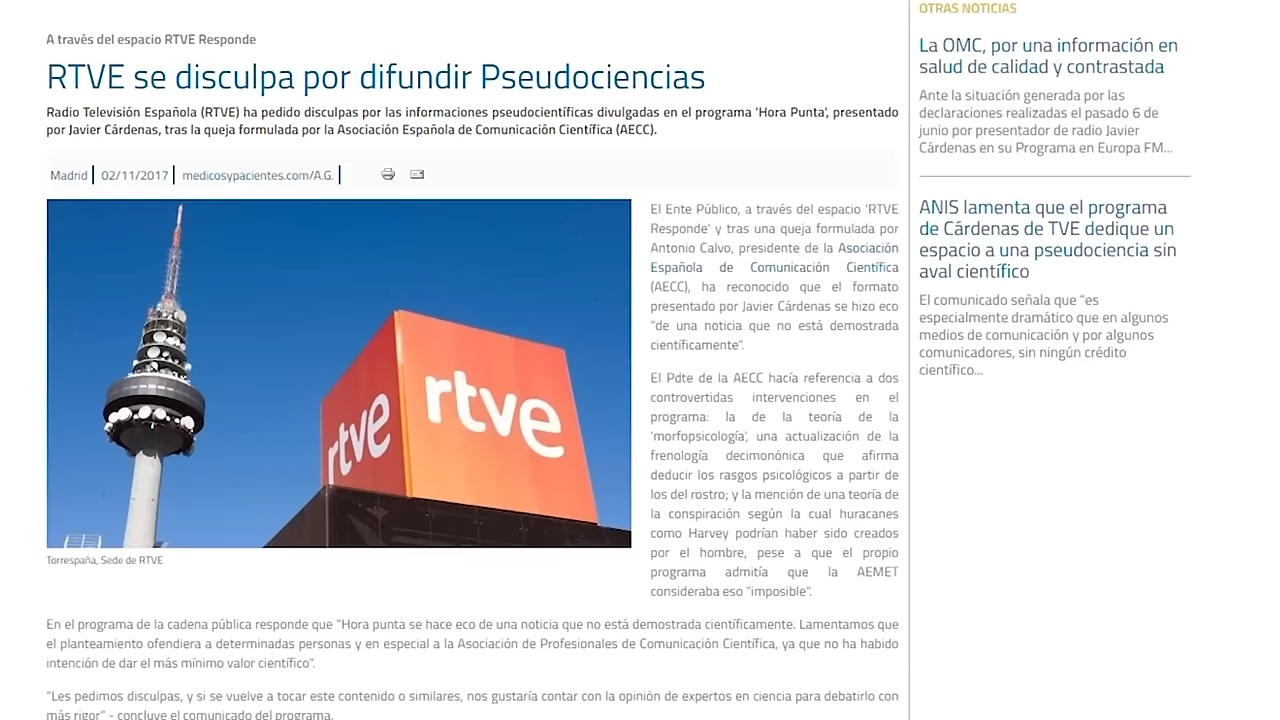 A través del espacio RTVE Responde
RTVE se disculpa por difundir Pseudociencias
Radio Televisión Española (RTVE) ha pedido disculpas por las informaciones pseudocientíficas divulgadas en el programa 'Hora Punta', presentado
por Javier Cárdenas, tras la queja formulada por la Asociación Española de Comunicación Científica (AECC).
Madrid | 02/11/2017 | medicosypacientes.com/A.G. |
rtve
rtve
Torrespaña, Sede de RTVE
El Ente Público, a través del espacio 'RTVE
Responde' y tras una queja formulada por
Antonio Calvo, presidente de la Asociación
Española de Comunicación Científica
(AECC), ha reconocido que el formato
presentado por Javier Cárdenas se hizo eco
"de una noticia que no está demostrada
científicamente".
El Pdte de la AECC hacía referencia a dos
controvertidas intervenciones en el
programa: la de la teoría de la
'morfopsicología', una actualización de la
frenología decimonónica que afirma
deducir los rasgos psicológicos a partir de
los del rostro; y la mención de una teoría de
la conspiración según la cual huracanes
como Harvey podrían haber sido creados
por el hombre, pese a que el propio
programa admitía que la AEMET
consideraba eso "imposible".
En el programa de la cadena pública responde que "Hora punta se hace eco de una noticia que no está demostrada científicamente. Lamentamos que
el planteamiento ofendiera a determinadas personas y en especial a la Asociación de Profesionales de Comunicación Científica, ya que no ha habido
intención de dar el más mínimo valor científico".
"Les pedimos disculpas, y si se vuelve a tocar este contenido o similares, nos gustaría contar con la opinión de expertos en ciencia para debatirlo con
más rigor" - concluye el comunicado del programa.
OTRAS NOTICIAS
La OMC, por una información en
salud de calidad y contrastada
Ante la situación generada por las
declaraciones realizadas el pasado 6 de
junio por presentador de radio Javier
Cárdenas en su Programa en Europa FM...
ANIS lamenta que el programa
de Cárdenas de TVE dedique un
espacio a una pseudociencia sin
aval científico
El comunicado señala que "es
especialmente dramático que en algunos
medios de comunicación y por algunos
comunicadores, sin ningún crédito
científico...